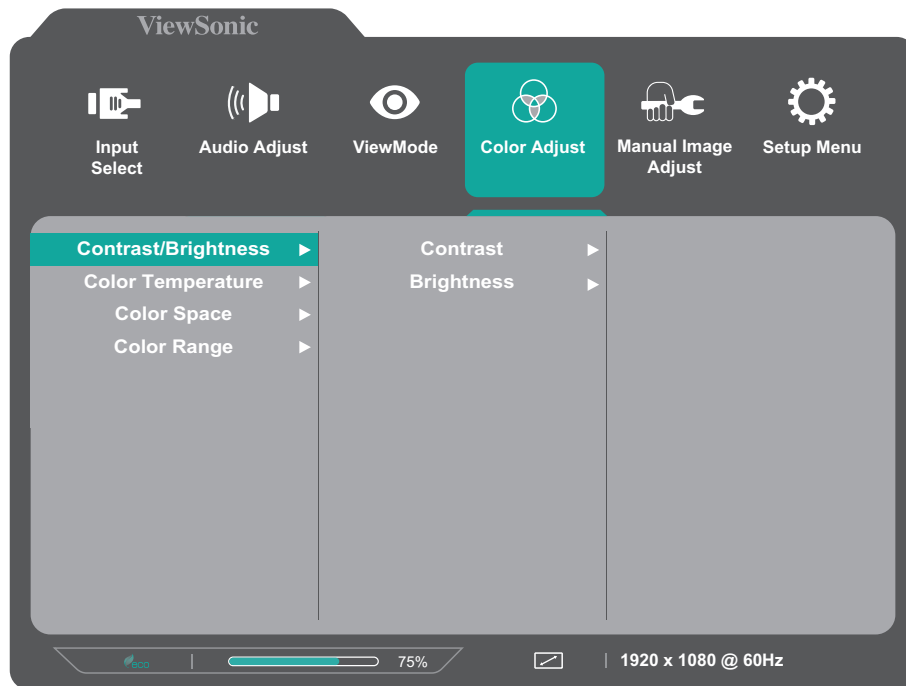 ViewSonic
Input
Select
Audio Adjust
ViewMode
Color Adjust
Manual Image
Adjust
Setup Menu
Contrast/Brightness
Color Temperature
Color Space
Color Range
Contrast
Brightness
eco
75%
1920 x 1080 @ 60Hz